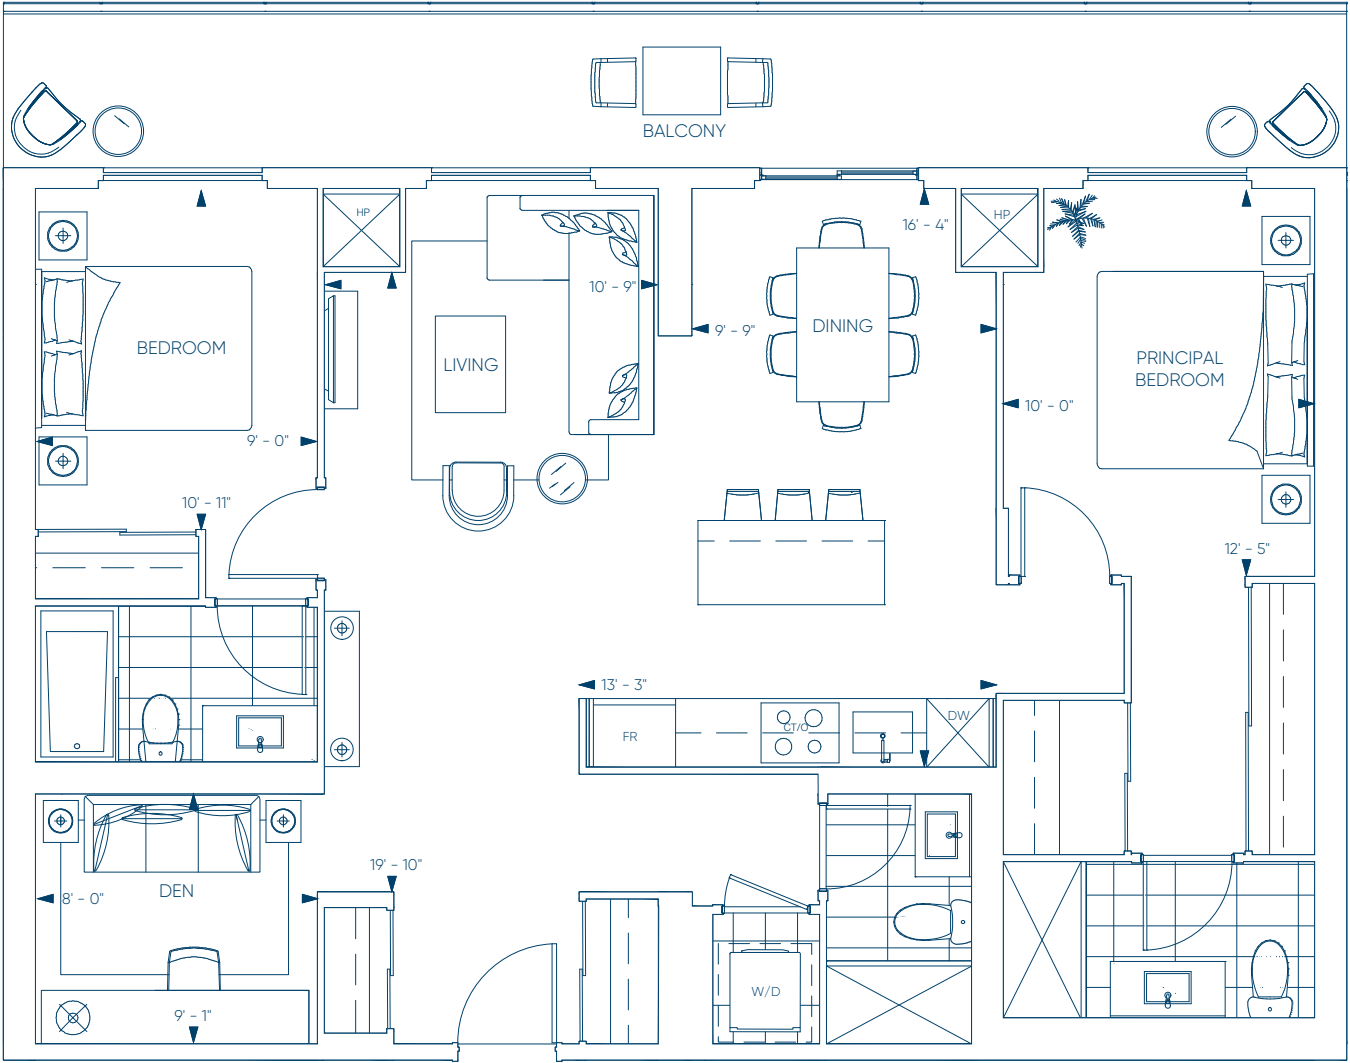 BALCONY
HP
16' - 4"
HP
10' - 9"
9' - 9"
DINING
BEDROOM
LIVING
PRINCIPAL
BEDROOM
10' - 0"
9' - 0"
10' - 11"
12' - 5"
13' - 3"
FR
CT/O
DW
19' - 10"
DEN
8' - 0"
W/D
9' - 1"